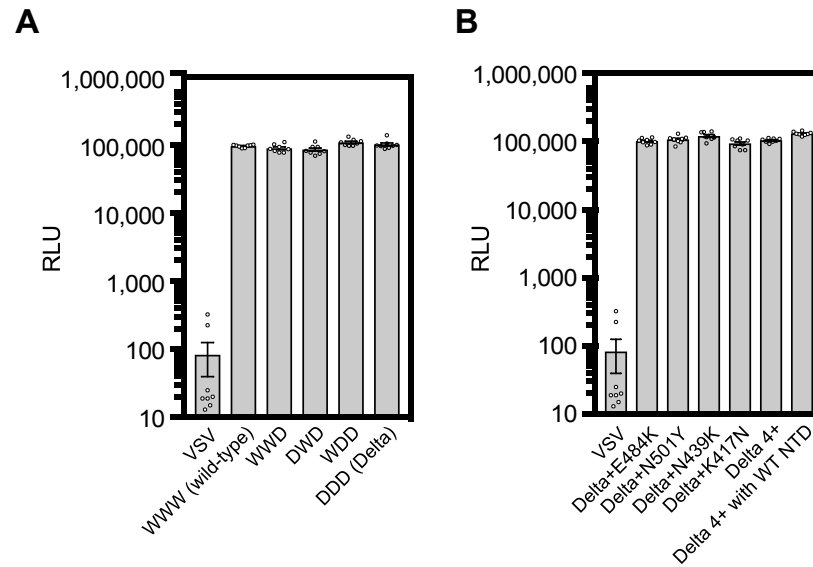 A
1,000,000
100,000
10,000
1,000
100
10
RLU
VSV
WWW (wild-type)
WWD
DWD
WDD
DDD (Delta)
B
1,000,000
100,000
10,000
1,000
100
10
RLU
VSV
Delta+E484K
Delta+N501Y
Delta+N439K
Delta+K417N
Delta 4+
Delta 4+ with WT NTD